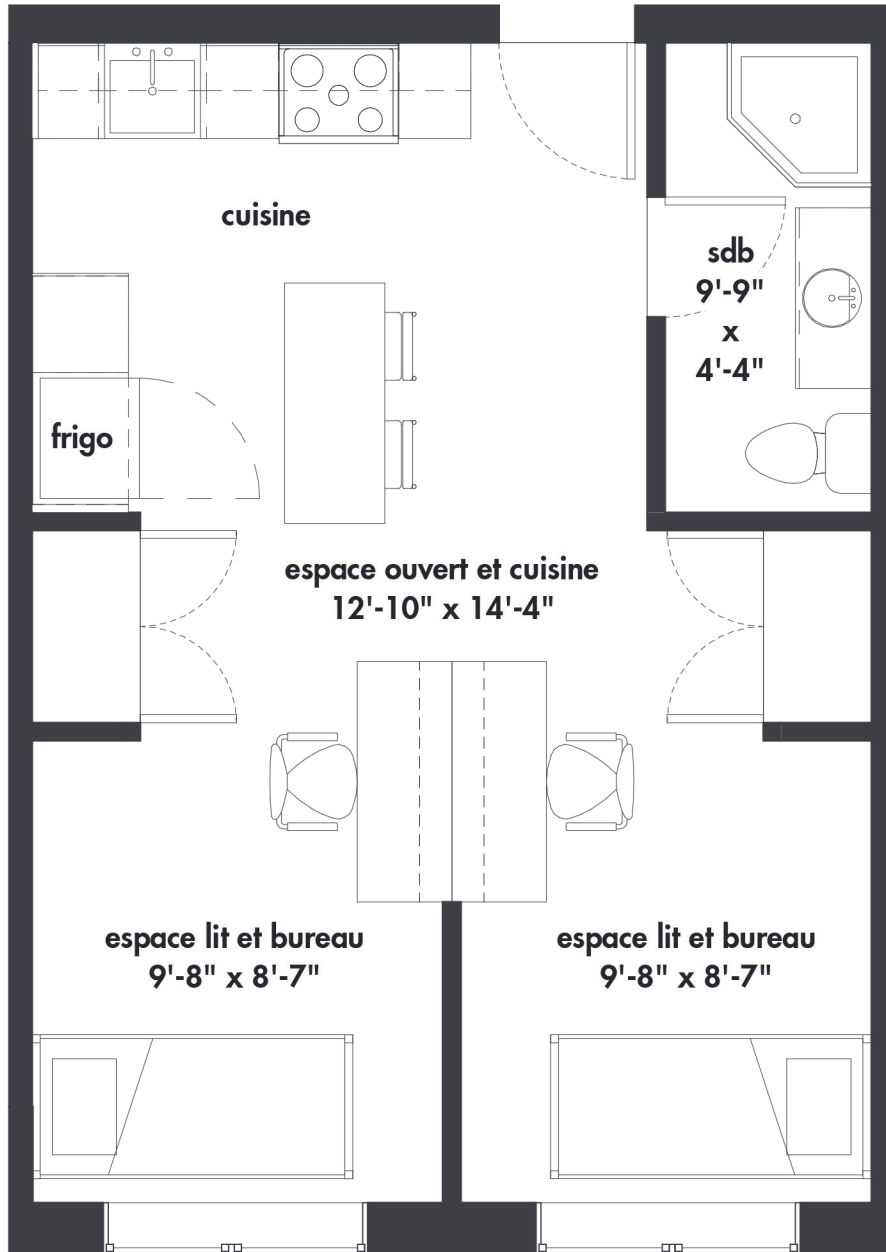 cuisine
sdb
9'-9"
x
4'-4"
frigo
espace ouvert et cuisine
12'-10" x 14'-4"
espace lit et bureau
9'-8" x 8'-7"
espace lit et bureau
9'-8" x 8'-7"